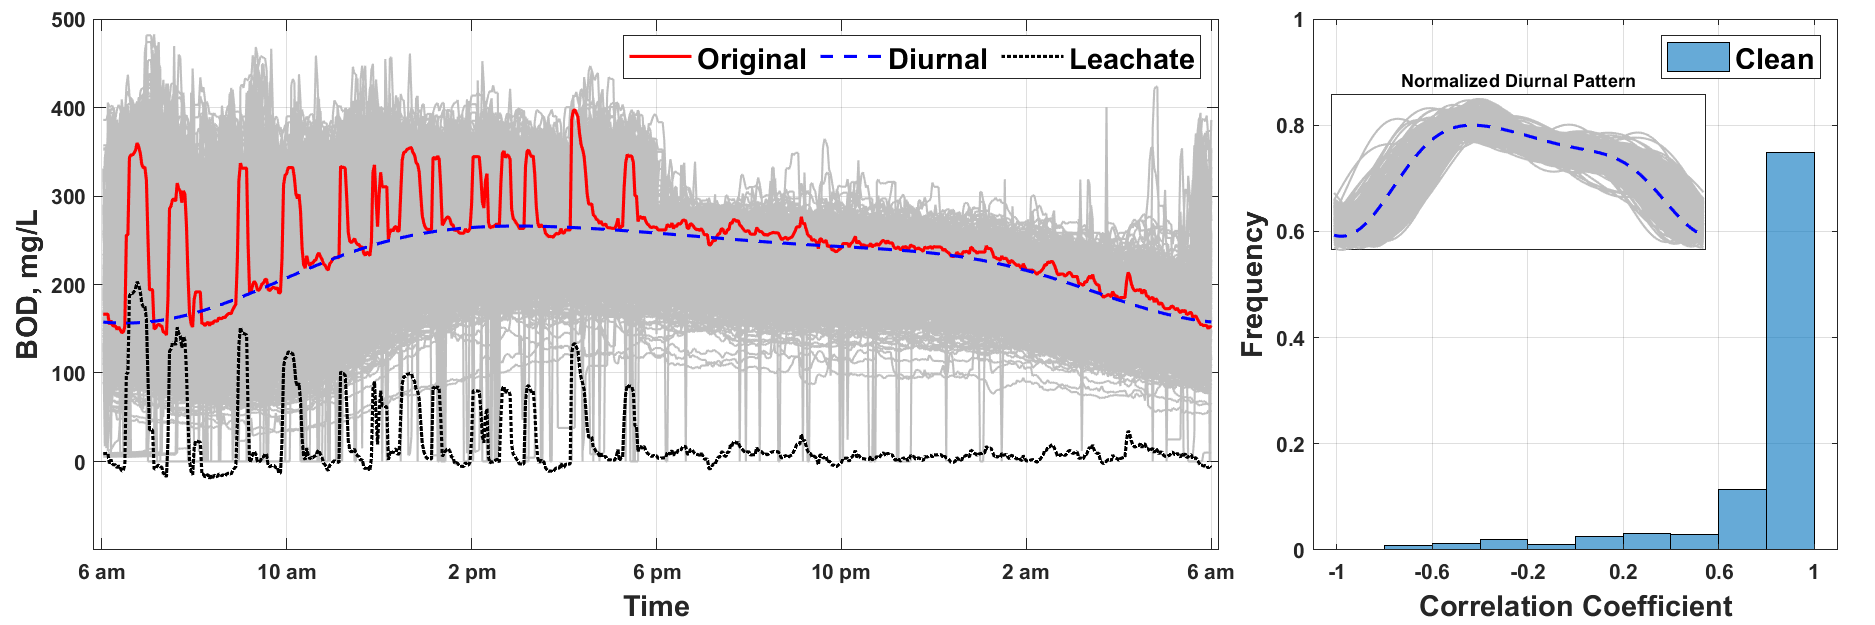 500
400
300
200
100
0
BOD, mg/L
Original
Diurnal
Leachate
6 am
10 am
2 pm
6 pm
10 pm
2 am
6 am
Time
1
0.8
0.6
0.4
0.2
0
Frequency
Clean
Normalized Diurnal Pattern
-1
-0.6
-0.2
0.2
0.6
1
Correlation Coefficient